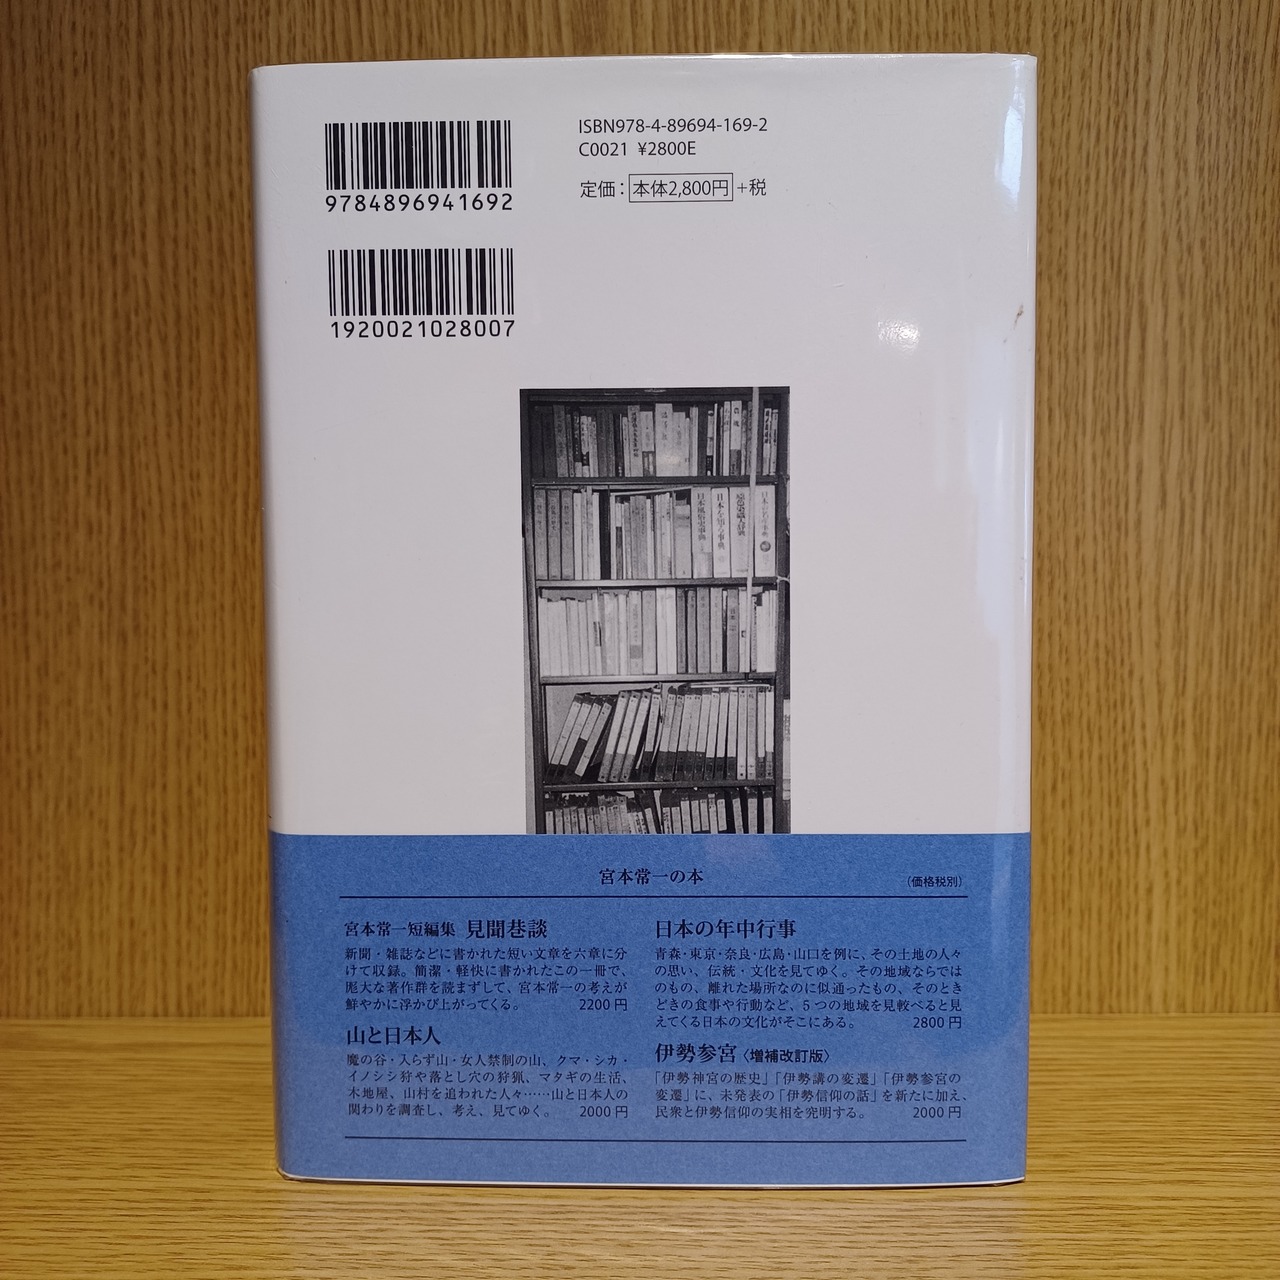 9784896941692
ISBN978-4-89694-169-2
C0021 ¥2800E
定価：本体2,800円+税
1920021028007
日本風俗史事典
日本を知る事典
宮本常一の本
（価格税別）
宮本常一短編集 見聞巷談
新聞・雑誌などに書かれた短い文章を六章に分
けて収録。簡潔・軽快に書かれたこの一冊で、
厖大な著作群を読まずして、宮本常一の考えが
鮮やかに浮かび上がってくる。 2200円
山と日本人
魔の谷・入らず山・女人禁制の山、クマ・シカ・
イノシシ狩や落とし穴の狩猟、マタギの生活、
木地屋、山村を追われた人々……山と日本人の
関わりを調査し、考え、見てゆく。 2000円
日本の年中行事
青森・東京・奈良・広島・山口を例に、その土地の人々
の思い、伝統・文化を見てゆく。その地域ならでは
のもの、離れた場所なのに似通ったもの、そのとき
どきの食事や行動など、5つの地域を見較べると見
えてくる日本の文化がそこにある。 2800円
伊勢参宮〈増補改訂版〉
「伊勢神宮の歴史」「伊勢講の変遷」「伊勢参宮の
変遷」に、未発表の「伊勢信仰の話」を新たに加え、
民衆と伊勢信仰の実相を究明する。 2000円